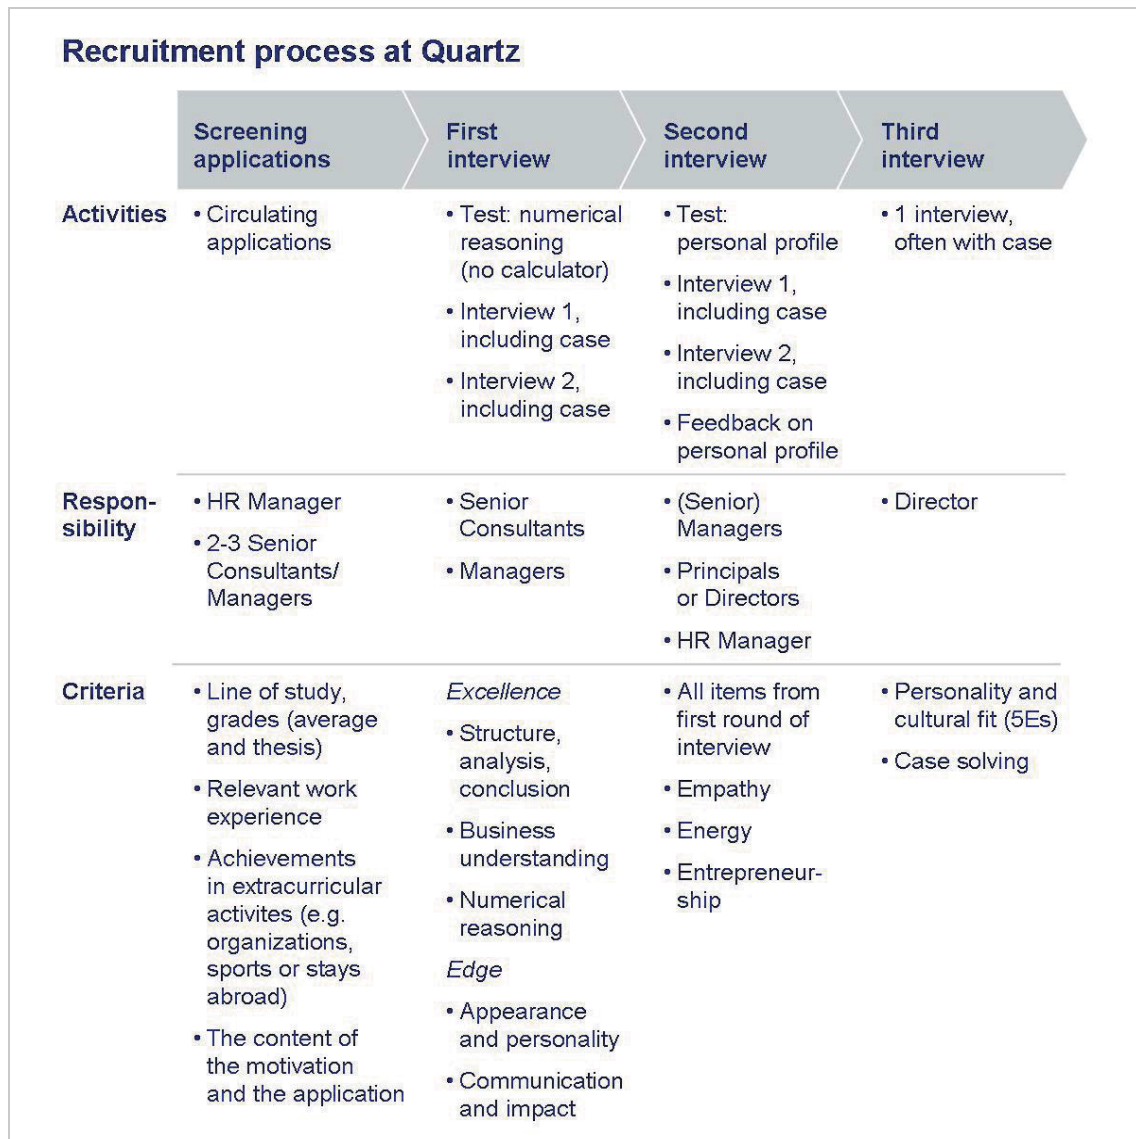 Recruitment process at Quartz
Screening
applications
First
interview
Second
interview
Third
interview
Activities
• Circulating
applications
• Test: numerical
reasoning
(no calculator)
• Interview 1,
including case
• Interview 2,
including case
• Test:
personal profile
• Interview 1,
including case
• Interview 2,
including case
• Feedback on
personal profile
• 1 interview,
often with case
Respon-
sibility
• HR Manager
• 2-3 Senior
Consultants/
Managers
• Senior
Consultants
• Managers
• (Senior)
Managers
• Principals
or Directors
• HR Manager
• Director
Criteria
• Line of study,
grades (average
and thesis)
• Relevant work
experience
• Achievements
in extracurricular
activites (e.g.
organizations,
sports or stays
abroad)
• The content of
the motivation
and the application
Excellence
• Structure,
analysis,
conclusion
• Business
understanding
• Numerical
reasoning
Edge
• Appearance
and personality
• Communication
and impact
• All items from
first round of
interview
• Empathy
• Energy
• Entrepreneur-
ship
• Personality and
cultural fit (5Es)
• Case solving